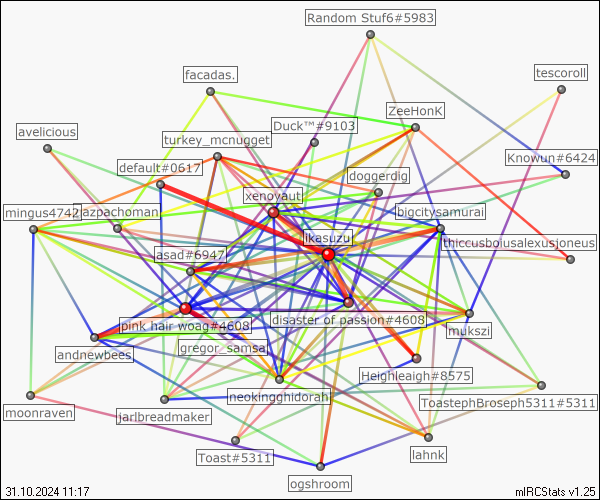 Random Stuf6#5983
tescoroll
facadas.
ZeeHonK
Duck™#9103
avelicious
turkey_mcnugget
Knowun#6424
default#0617
doggerdig
xenoyaut
mingus4742
gazpachoman
bigcitysamurai
ikasuzu
thiccusboiusalexusjoneus
asad#6947
pink hair woag#4608
disaster of passion#4608
mukszi
gregor_samsa
andnewbees
Heighleaigh#8575
neokingghidorah
moonraven
jarlbreadmaker
ToastephBroseph5311#5311
Toast#5311
lahnk
ogshroom
31.10.2024 11:17
mIRCStats v1.25